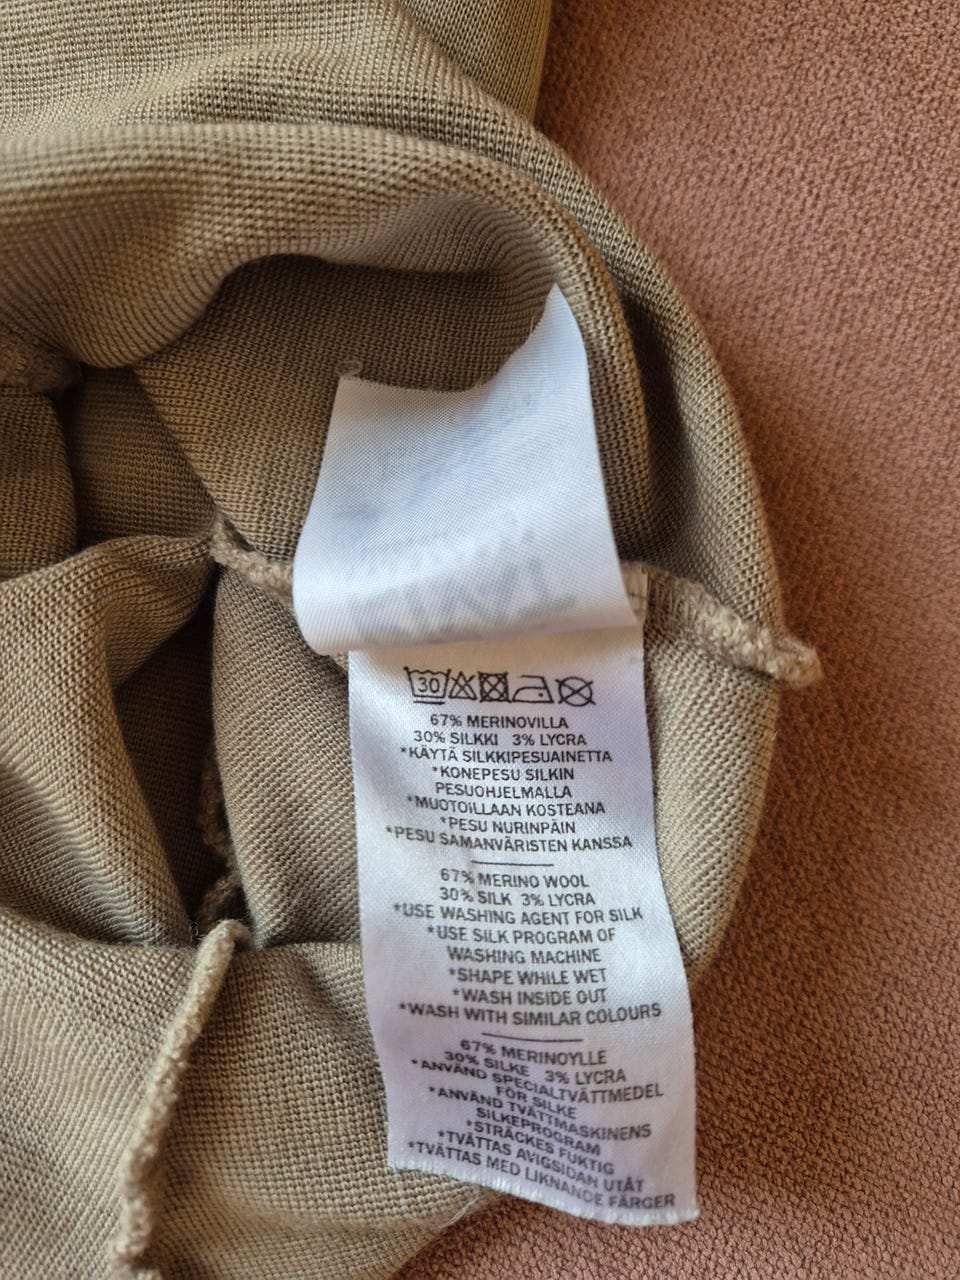 30
67% MERINOVILLA
30% SILKKI 3% LYCRA
*KÄYTÄ SILKKIPESUAINETTA
*KONEPESU SILKIN
PESUOHJELMALLA
*MUOTOILLAAN KOSTEANA
*PESU NURINPÄIN
*PESU SAMANVÄRISTEN KANSSA
67% MERINO WOOL
30% SILK 3% LYCRA
*USE WASHING AGENT FOR SILK
*USE SILK PROGRAM OF
WASHING MACHINE
*SHAPE WHILE WET
*WASH INSIDE OUT
*WASH WITH SIMILAR COLOURS
67% MERINOYLLE
30% SILKE 3% LYCRA
*ANVÄND SPECIALTVÄTTMEDEL
FÖR SILKE
*ANVÄND TVÄTTMASKINENS
SILKEPROGRAM
*STRÄCKES FUKTIG
*TVÄTTAS AVIGSIDAN UTÅT
*TVÄTTAS MED LIKNANDE FÄRGER